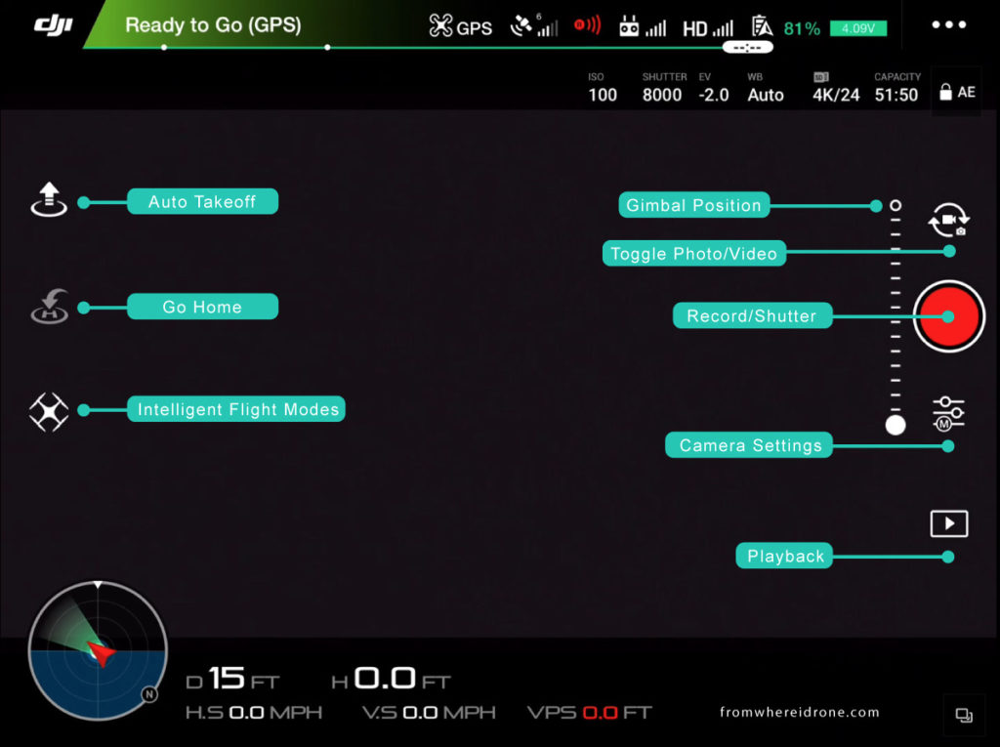 dji Ready to Go (GPS) GPS 6 HD 81% 4.09V
--:--
ISO SHUTTER EV WB SD CAPACITY
100 8000 -2.0 Auto 4K/24 51:50 AE
Auto Takeoff
Gimbal Position
Toggle Photo/Video
Go Home
H
Record/Shutter
Intelligent Flight Modes
M
Camera Settings
Playback
N
D 15 FT H 0.0 FT
H.S 0.0 MPH V.S 0.0 MPH VPS 0.0 FT
fromwhereidrone.com